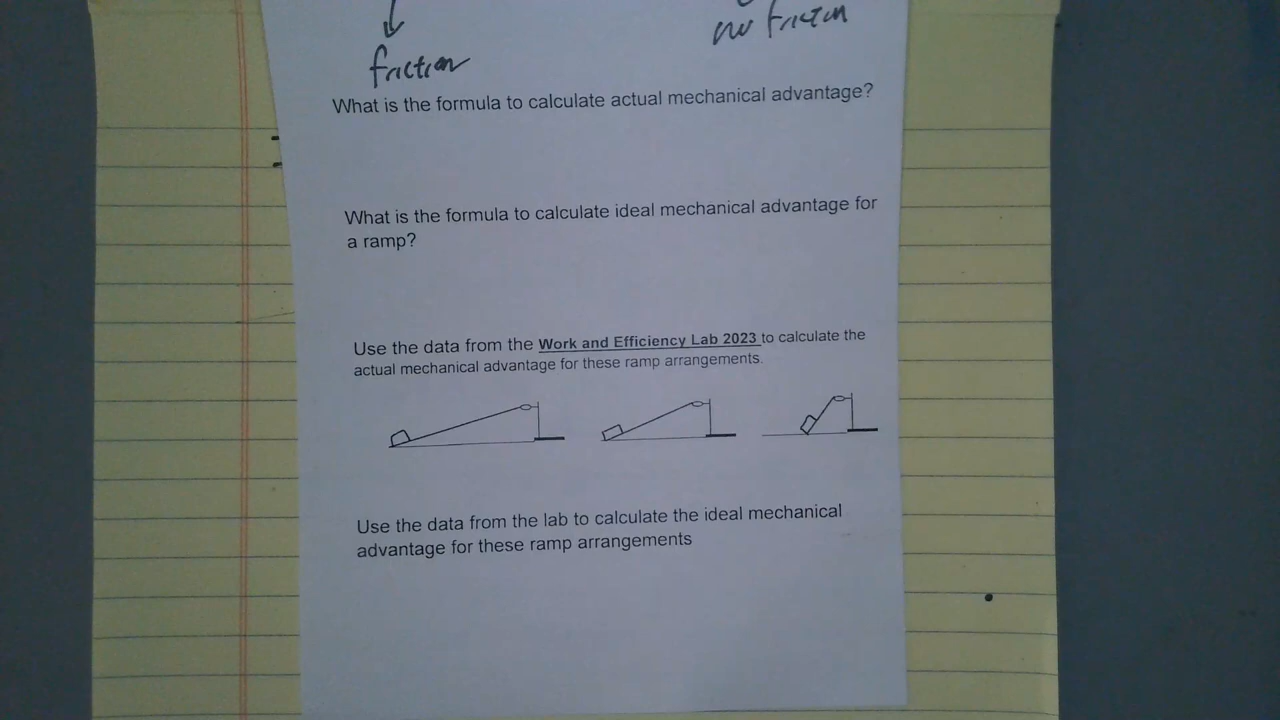 no friction
friction
What is the formula to calculate actual mechanical advantage?
What is the formula to calculate ideal mechanical advantage for
a ramp?
Use the data from the Work and Efficiency Lab 2023 to calculate the
actual mechanical advantage for these ramp arrangements.
Use the data from the lab to calculate the ideal mechanical
advantage for these ramp arrangements